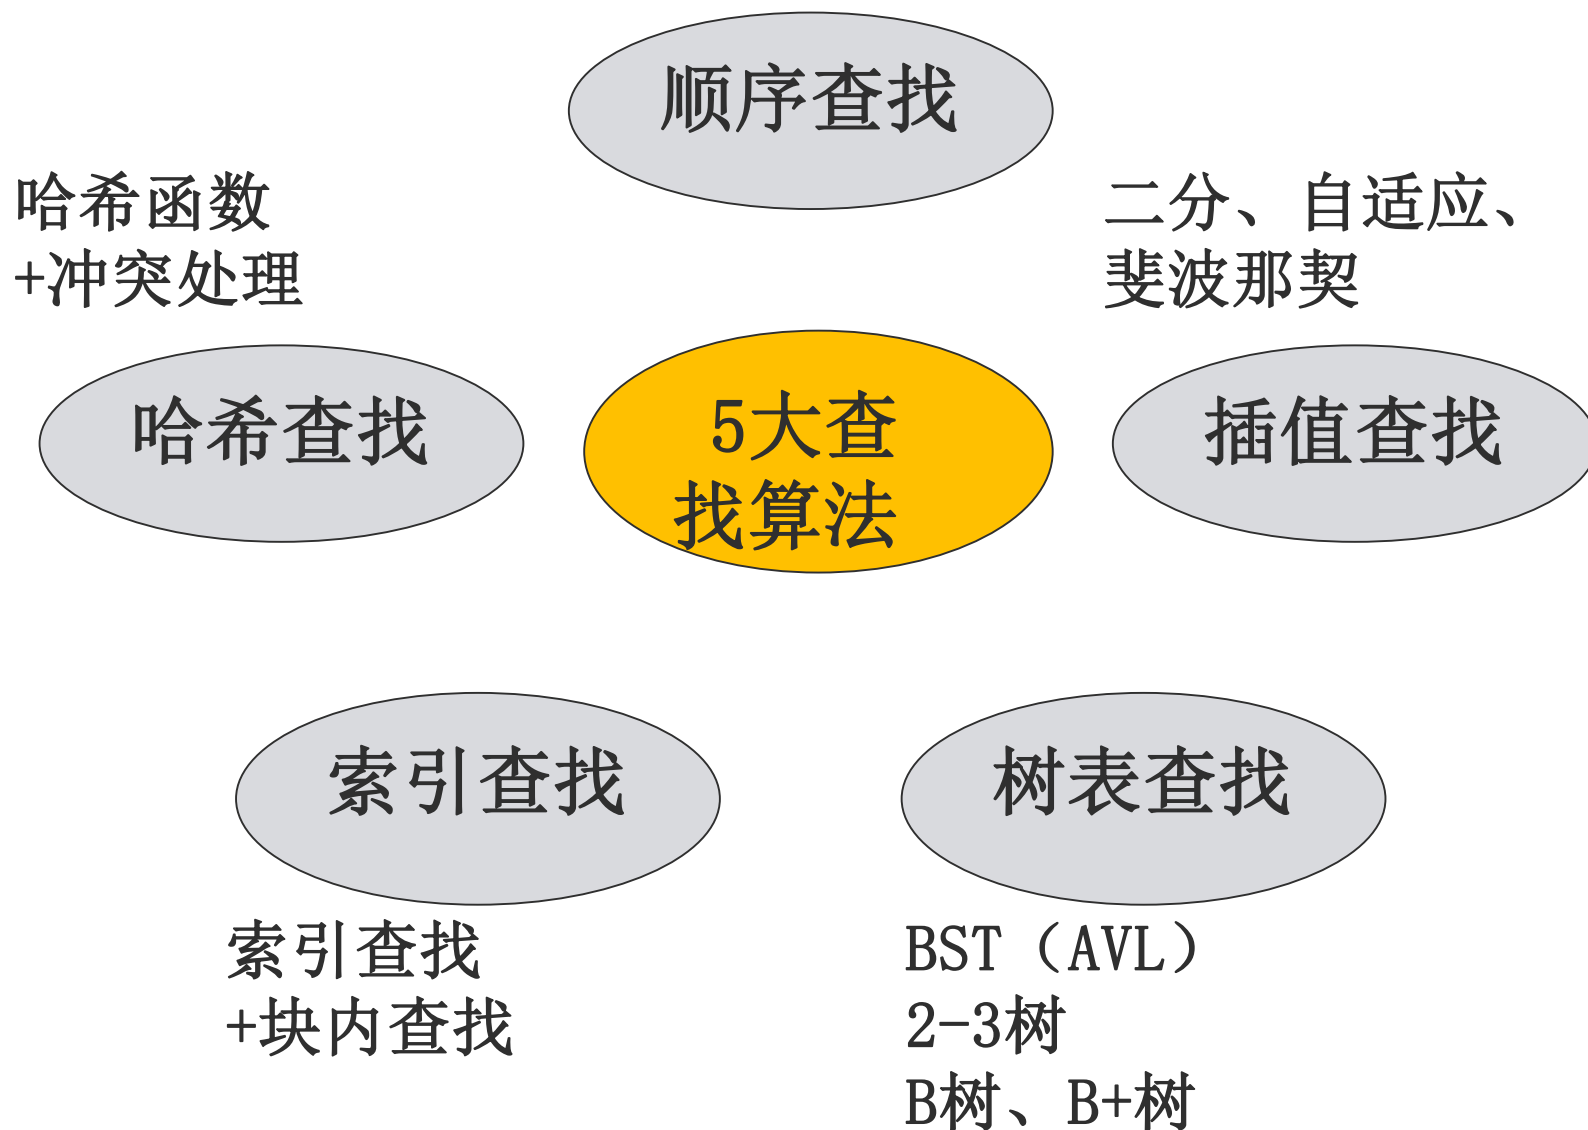 顺序查找
哈希函数
+冲突处理
二分、自适应、
斐波那契
哈希查找
5大查
找算法
插值查找
索引查找
树表查找
索引查找
+块内查找
BST（AVL）
2-3树
B树、B+树